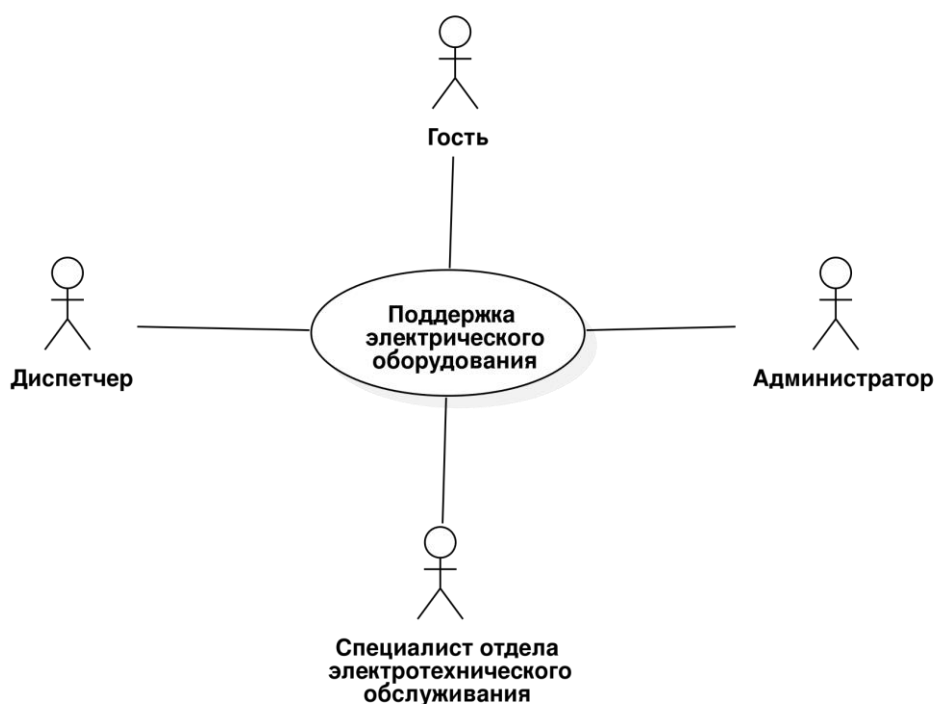 Гость
Поддержка
электрического
оборудования
Диспетчер
Администратор
Специалист отдела
электротехнического
обслуживания